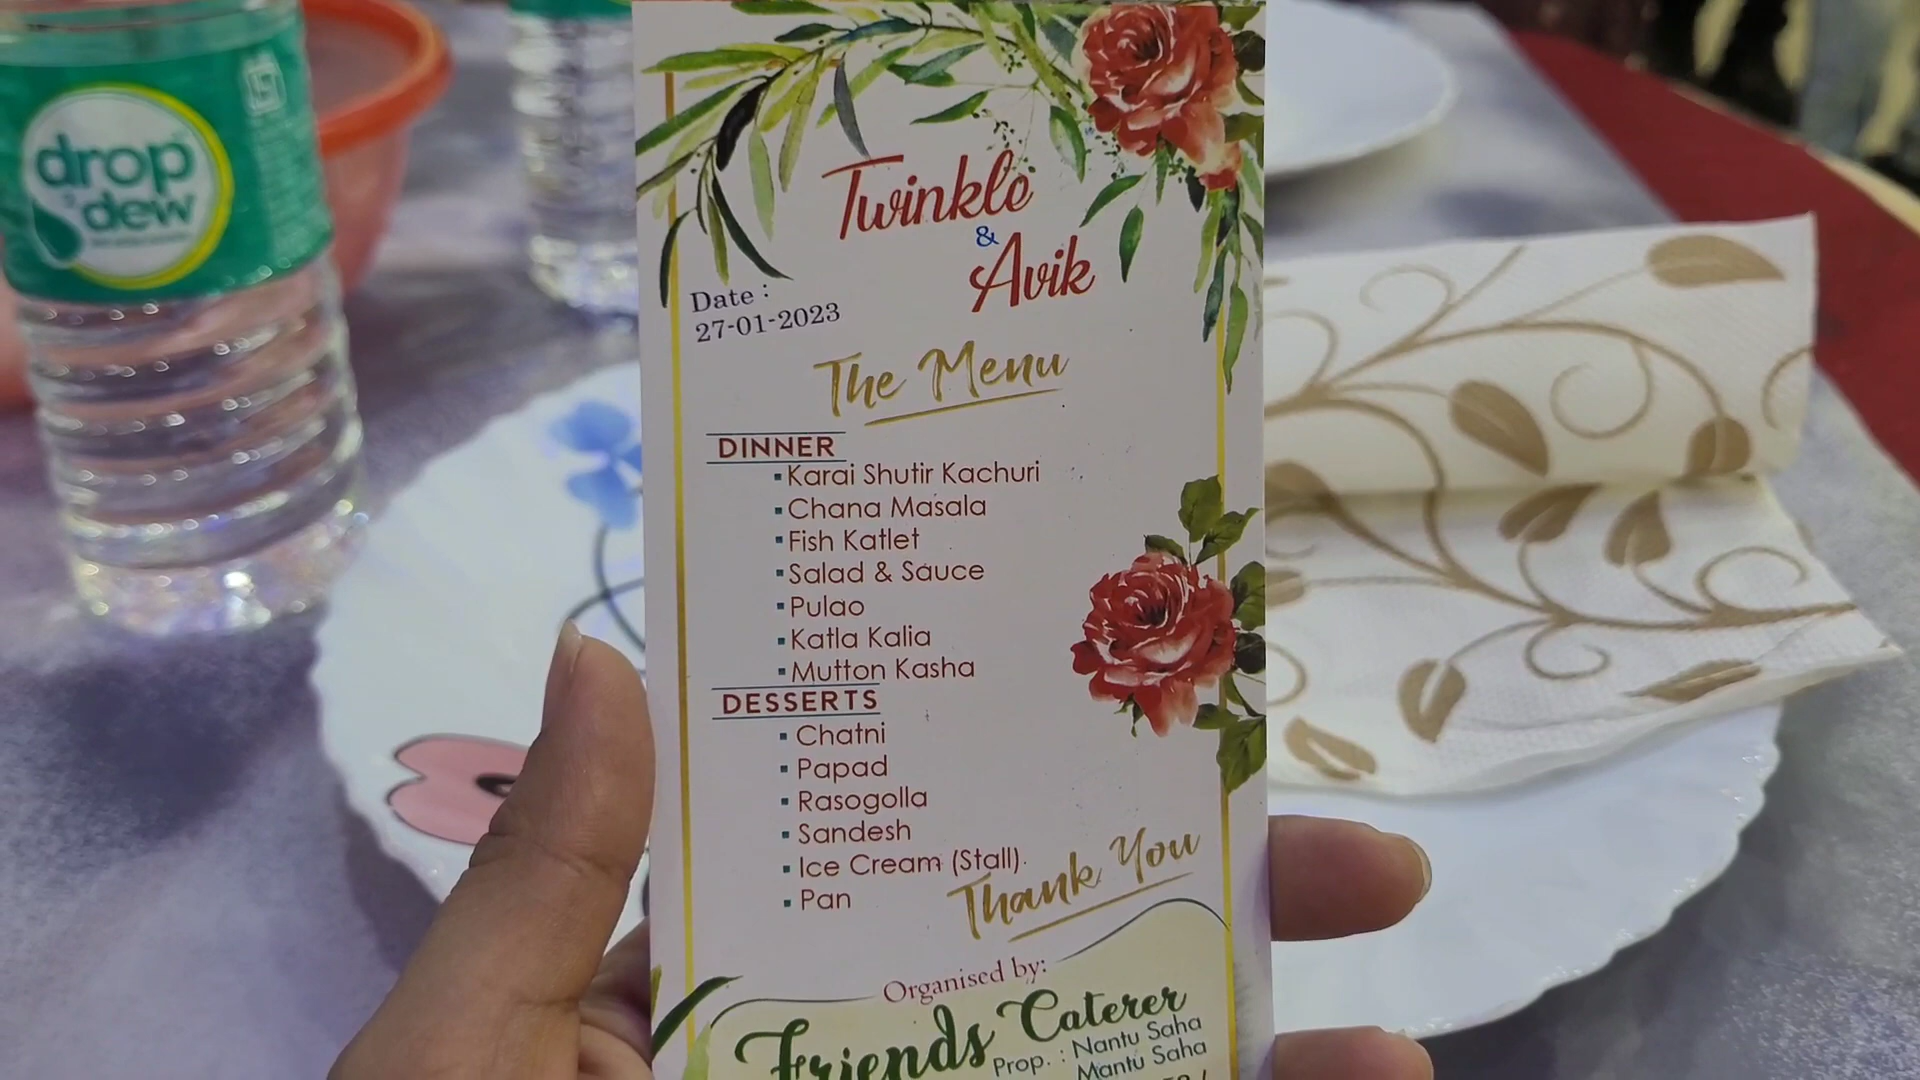 drop
dew
Twinkle
&
Avik
Date :
27-01-2023
The Menu
DINNER
Karai Shutir Kachuri
Chana Masala
Fish Katlet
Salad & Sauce
Pulao
Katla Kalia
Mutton Kasha
DESSERTS
Chatni
Papad
Rasogolla
Sandesh
Ice Cream (Stall)
Pan
Thank You
Organised by:
Friends Caterer
Prop. : Nantu Saha
Mantu Saha